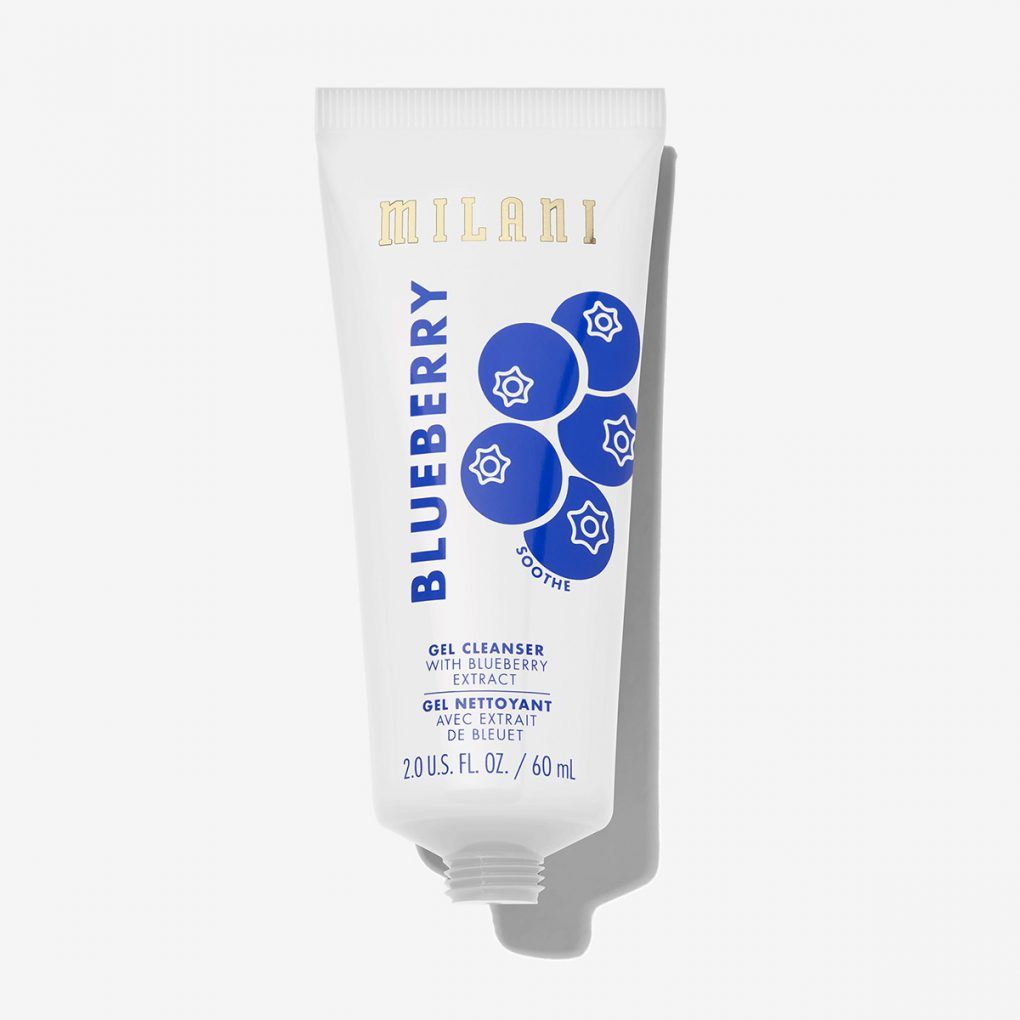 MILANI
BLUEBERRY
SOOTHE
GEL CLEANSER
WITH BLUEBERRY
EXTRACT
GEL NETTOYANT
AVEC EXTRAIT
DE BLEUET
2.0 U.S. FL. OZ. / 60 mL